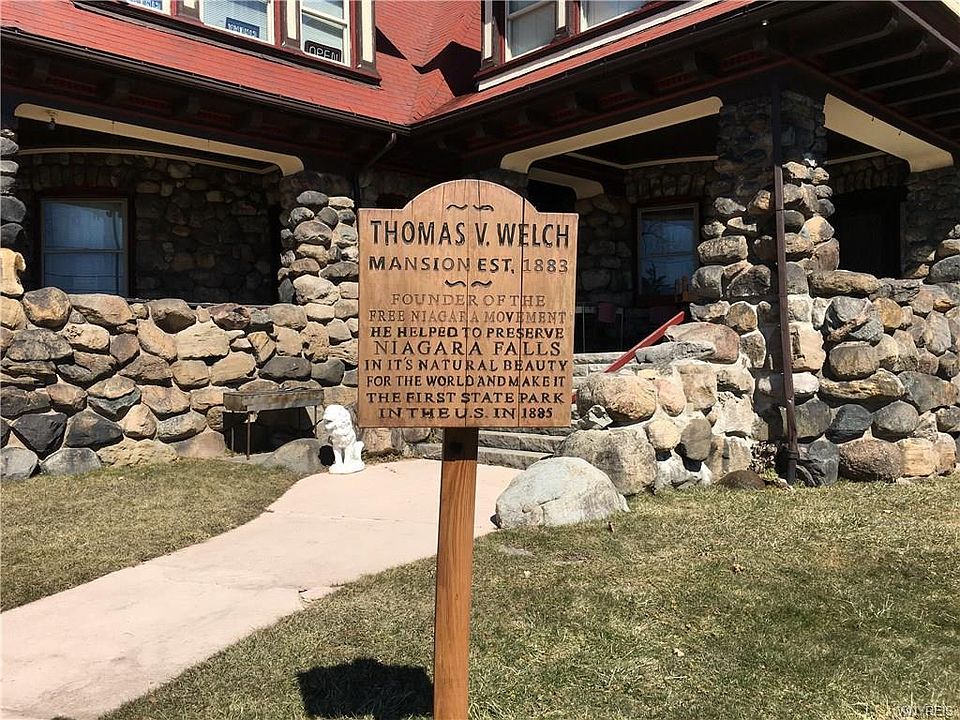 OPEN
THOMAS V. WELCH
MANSION EST. 1883
FOUNDER OF THE
FREE NIAGARA MOVEMENT
HE HELPED TO PRESERVE
NIAGARA FALLS
IN IT'S NATURAL BEAUTY
FOR THE WORLD AND MAKE IT
THE FIRST STATE PARK
IN THE U.S. IN 1885
WNYREIS